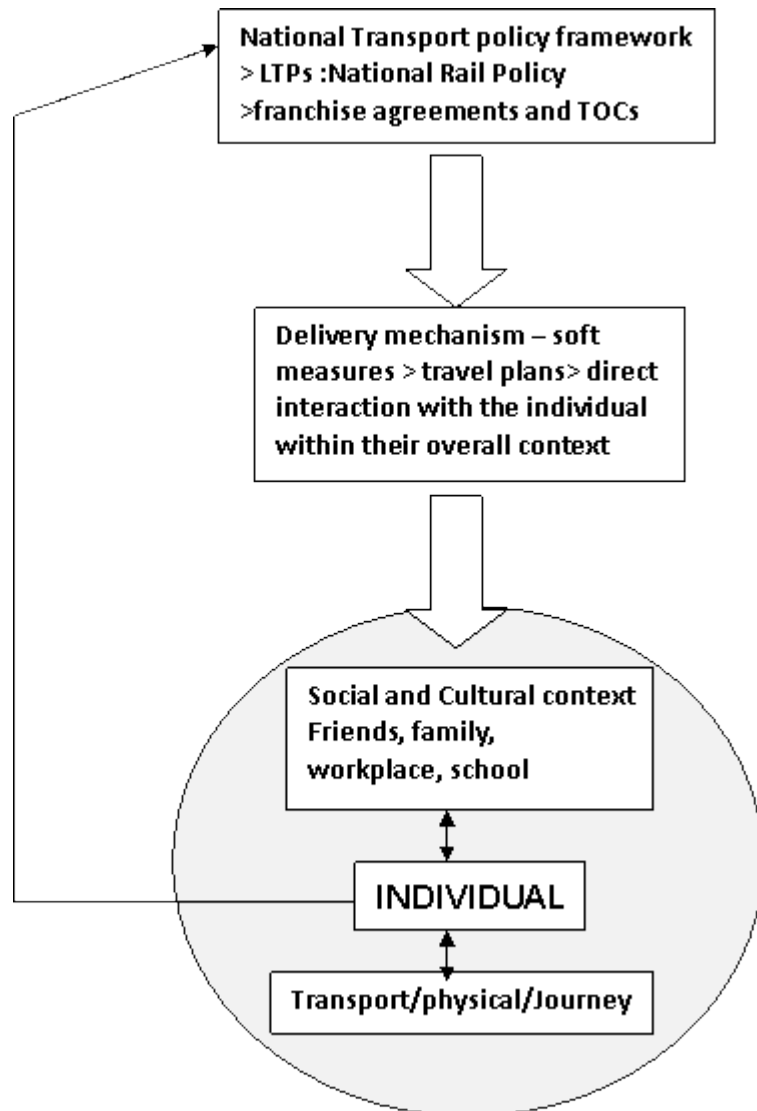 National Transport policy framework
> LTPs :National Rail Policy
>franchise agreements and TOCs
Delivery mechanism – soft
measures > travel plans> direct
interaction with the individual
within their overall context
Social and Cultural context
Friends, family,
workplace, school
INDIVIDUAL
Transport/physical/Journey